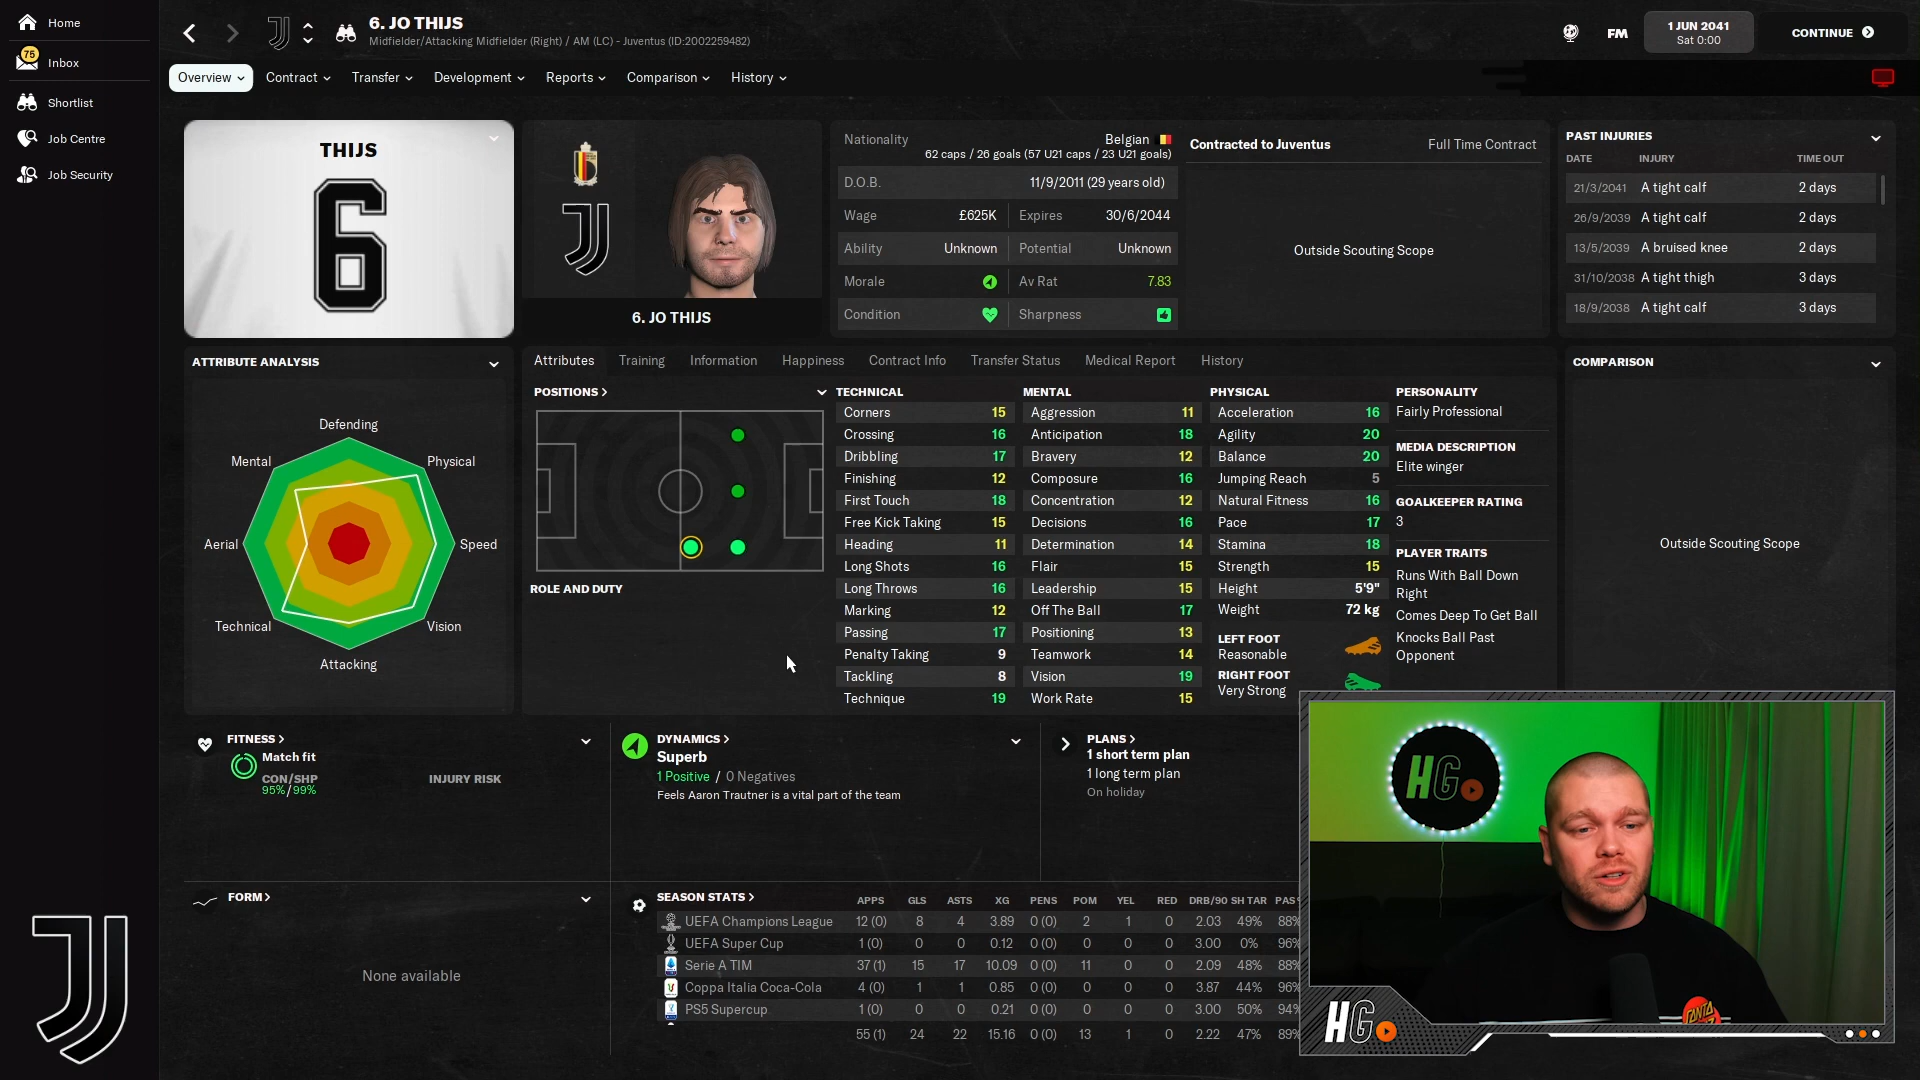 Home
75
Inbox
Shortlist
Job Centre
Job Security
6. JO THIJS
Midfielder/Attacking Midfielder (Right) / AM (LC) - Juventus (ID:2002259482)
FM
1 JUN 2041
Sat 0:00
CONTINUE
Overview
Contract
Transfer
Development
Reports
Comparison
History
THIJS
6
6. JO THIJS
Nationality Belgian
62 caps / 26 goals (57 U21 caps / 23 U21 goals)
D.O.B. 11/9/2011 (29 years old)
Wage £625K Expires 30/6/2044
Ability Unknown Potential Unknown
Morale Av Rat 7.83
Condition Sharpness
Contracted to Juventus Full Time Contract
Outside Scouting Scope
PAST INJURIES
DATE INJURY TIME OUT
21/3/2041 A tight calf 2 days
26/9/2039 A tight calf 2 days
13/5/2039 A bruised knee 2 days
31/10/2038 A tight thigh 3 days
18/9/2038 A tight calf 3 days
ATTRIBUTE ANALYSIS
Defending
Mental Physical
Aerial Speed
Technical Vision
Attacking
Attributes Training Information Happiness Contract Info Transfer Status Medical Report History
POSITIONS >
ROLE AND DUTY
TECHNICAL
Corners 15
Crossing 16
Dribbling 17
Finishing 12
First Touch 18
Free Kick Taking 15
Heading 11
Long Shots 16
Long Throws 16
Marking 12
Passing 17
Penalty Taking 9
Tackling 8
Technique 19
MENTAL
Aggression 11
Anticipation 18
Bravery 12
Composure 16
Concentration 12
Decisions 16
Determination 14
Flair 15
Leadership 15
Off The Ball 17
Positioning 13
Teamwork 14
Vision 19
Work Rate 15
PHYSICAL
Acceleration 16
Agility 20
Balance 20
Jumping Reach 5
Natural Fitness 16
Pace 17
Stamina 18
Strength 15
Height 5'9"
Weight 72 kg
LEFT FOOT
Reasonable
RIGHT FOOT
Very Strong
PERSONALITY
Fairly Professional
MEDIA DESCRIPTION
Elite winger
GOALKEEPER RATING
3
PLAYER TRAITS
Runs With Ball Down
Right
Comes Deep To Get Ball
Knocks Ball Past
Opponent
COMPARISON
Outside Scouting Scope
FITNESS >
Match fit
CON/SHP
95%/99%
INJURY RISK
DYNAMICS >
Superb
1 Positive / 0 Negatives
Feels Aaron Trautner is a vital part of the team
PLANS >
1 short term plan
1 long term plan
On holiday
FORM >
None available
SEASON STATS > APPS GLS ASTS XG PENS POM YEL RED DRB/90 SH TAR PAS
UEFA Champions League 12 (0) 8 4 3.89 0 (0) 2 1 0 2.03 49% 88%
UEFA Super Cup 1 (0) 0 0 0.12 0 (0) 0 0 0 3.00 0% 96%
Serie A TIM 37 (1) 15 17 10.09 0 (0) 11 0 0 2.09 48% 88%
Coppa Italia Coca-Cola 4 (0) 1 1 0.85 0 (0) 0 0 0 3.87 44% 96%
PS5 Supercup 1 (0) 0 0 0.21 0 (0) 0 0 0 3.00 50% 94%
55 (1) 24 22 15.16 0 (0) 13 1 0 2.22 47% 89%
HG
HG